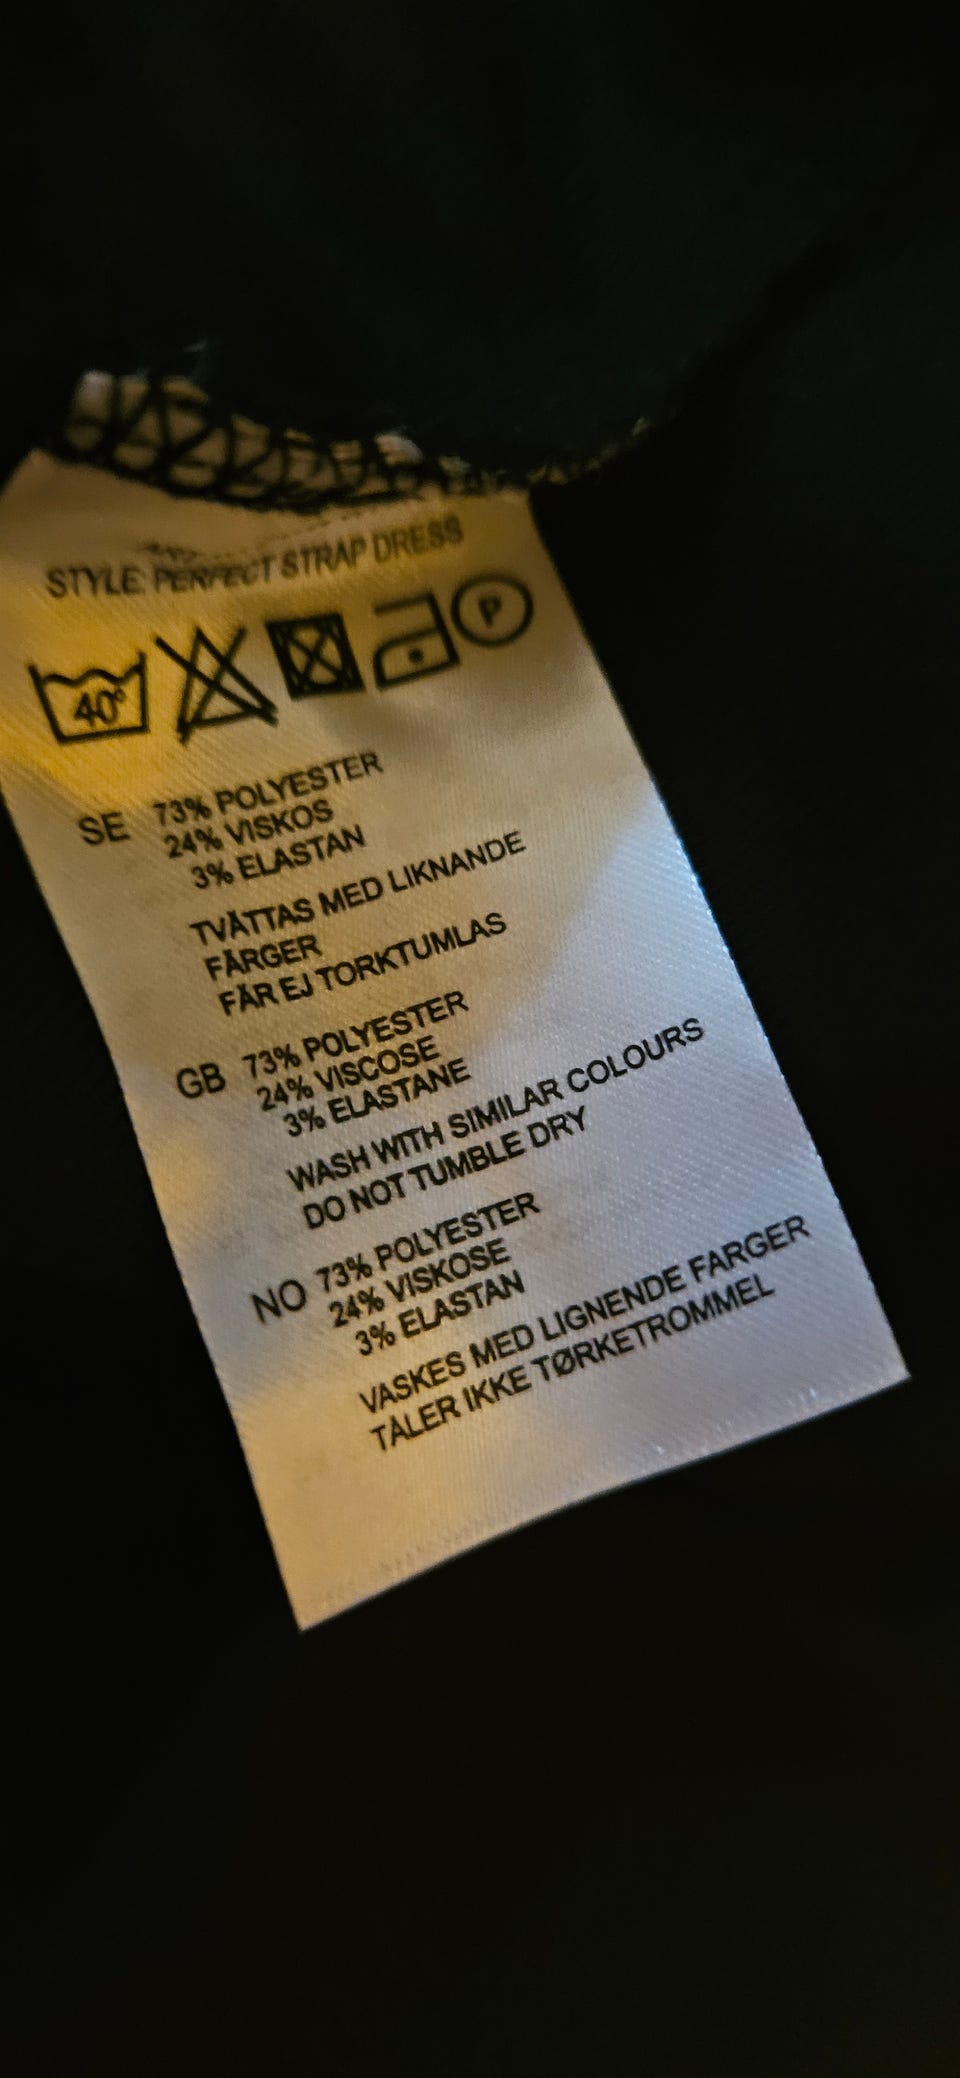 STYLE: PERFECT STRAP DRESS
40°
P
SE 73% POLYESTER
24% VISKOS
3% ELASTAN
TVÄTTAS MED LIKNANDE
FÄRGER
FÅR EJ TORKTUMLAS
GB 73% POLYESTER
24% VISCOSE
3% ELASTANE
WASH WITH SIMILAR COLOURS
DO NOT TUMBLE DRY
NO 73% POLYESTER
24% VISKOSE
3% ELASTAN
VASKES MED LIGNENDE FARGER
TÅLER IKKE TØRKETROMMEL